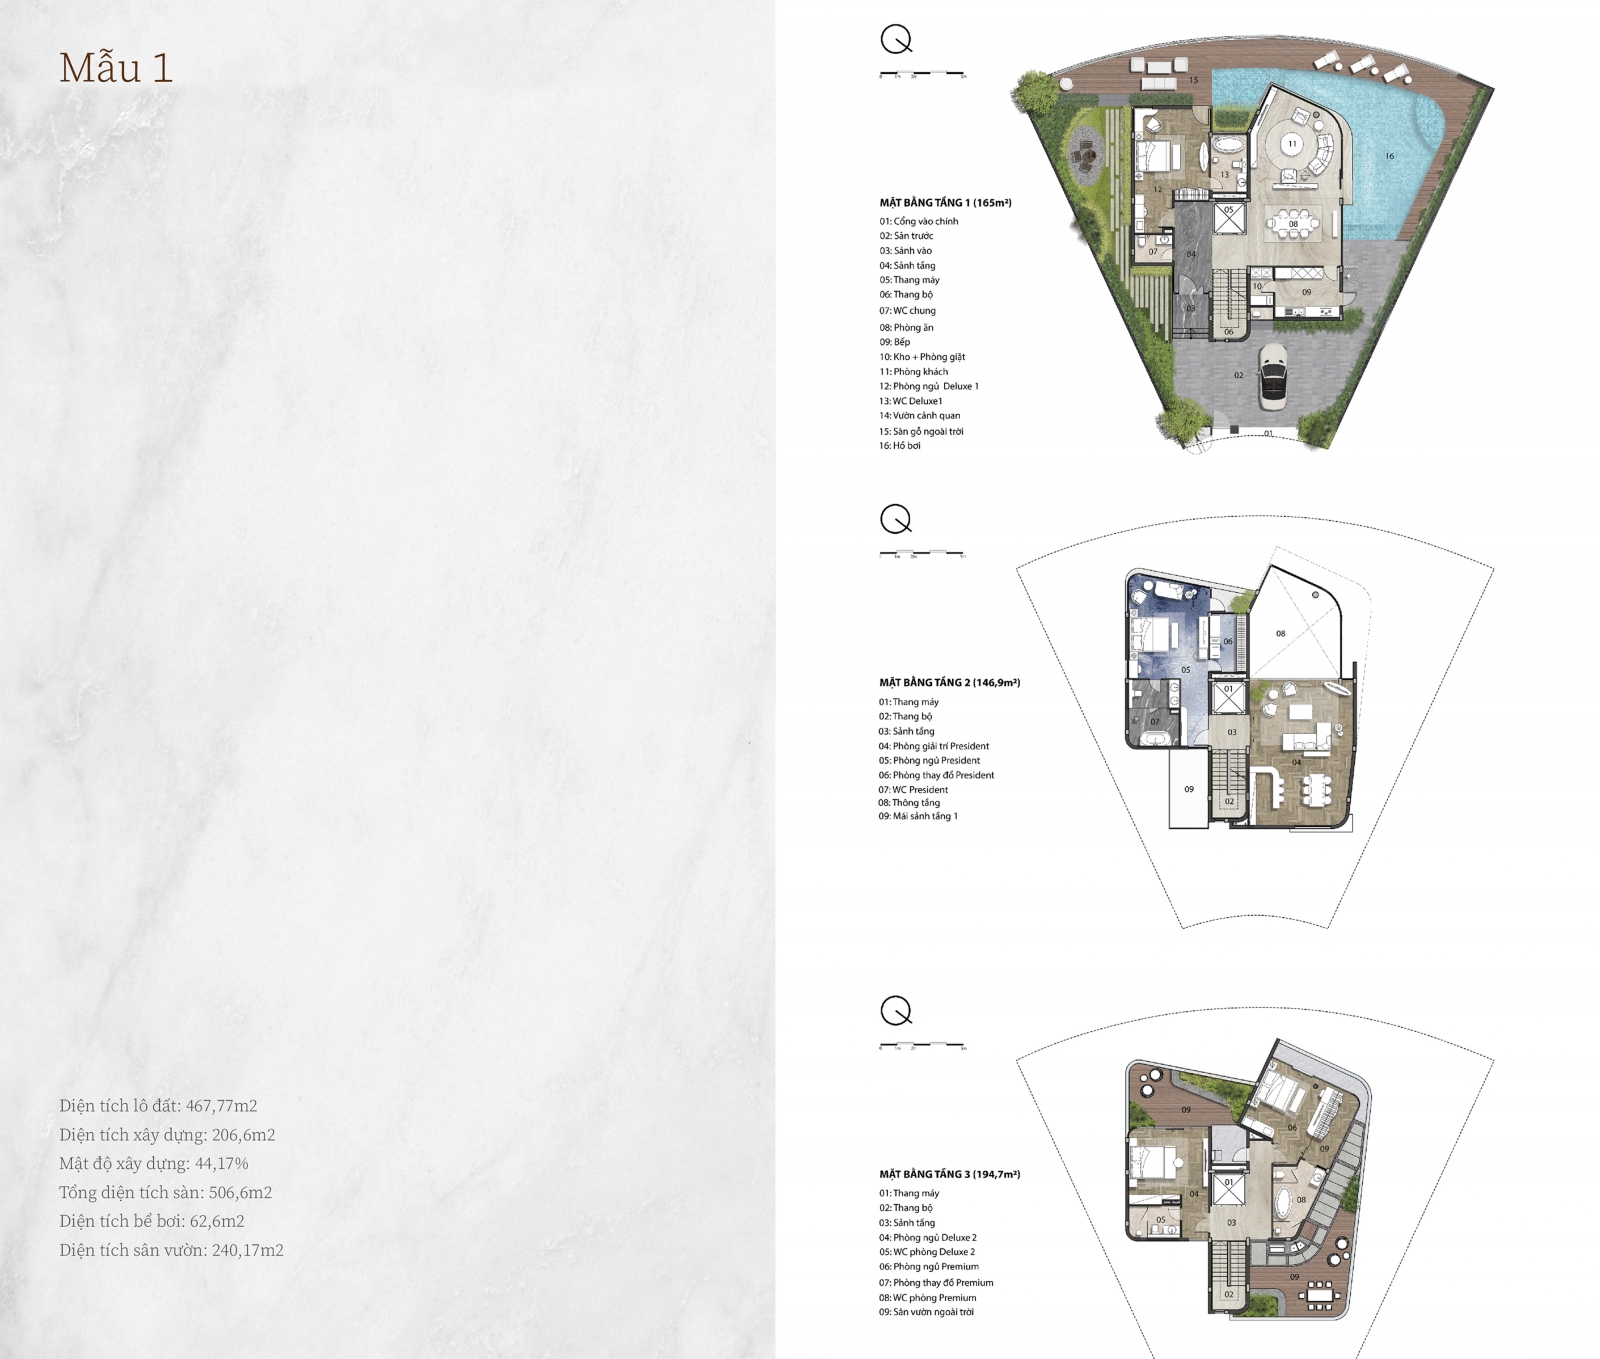 Mẫu 1
Diện tích lô đất: 467,77m2
Diện tích xây dựng: 206,6m2
Mật độ xây dựng: 44,17%
Tổng diện tích sàn: 506,6m2
Diện tích bể bơi: 62,6m2
Diện tích sân vườn: 240,17m2
MẶT BẰNG TẦNG 1 (165m²)
01: Cổng vào chính
02: Sân trước
03: Sảnh vào
04: Sảnh tầng
05: Thang máy
06: Thang bộ
07: WC chung
08: Phòng ăn
09: Bếp
10: Kho + Phòng giặt
11: Phòng khách
12: Phòng ngủ Deluxe 1
13: WC Deluxe1
14: Vườn cảnh quan
15: Sàn gỗ ngoài trời
16: Hồ bơi
15
16
11
12
13
05
08
07
04
10
09
03
06
02
01
MẶT BẰNG TẦNG 2 (146,9m²)
01: Thang máy
02: Thang bộ
03: Sảnh tầng
04: Phòng giải trí President
05: Phòng ngủ President
06: Phòng thay đồ President
07: WC President
08: Thông tầng
09: Mái sảnh tầng 1
08
06
05
01
07
03
04
09
02
MẶT BẰNG TẦNG 3 (194,7m²)
01: Thang máy
02: Thang bộ
03: Sảnh tầng
04: Phòng ngủ Deluxe 2
05: WC phòng Deluxe 2
06: Phòng ngủ Premium
07: Phòng thay đồ Premium
08: WC phòng Premium
09: Sân vườn ngoài trời
09
06
09
01
04
08
05
03
09
02